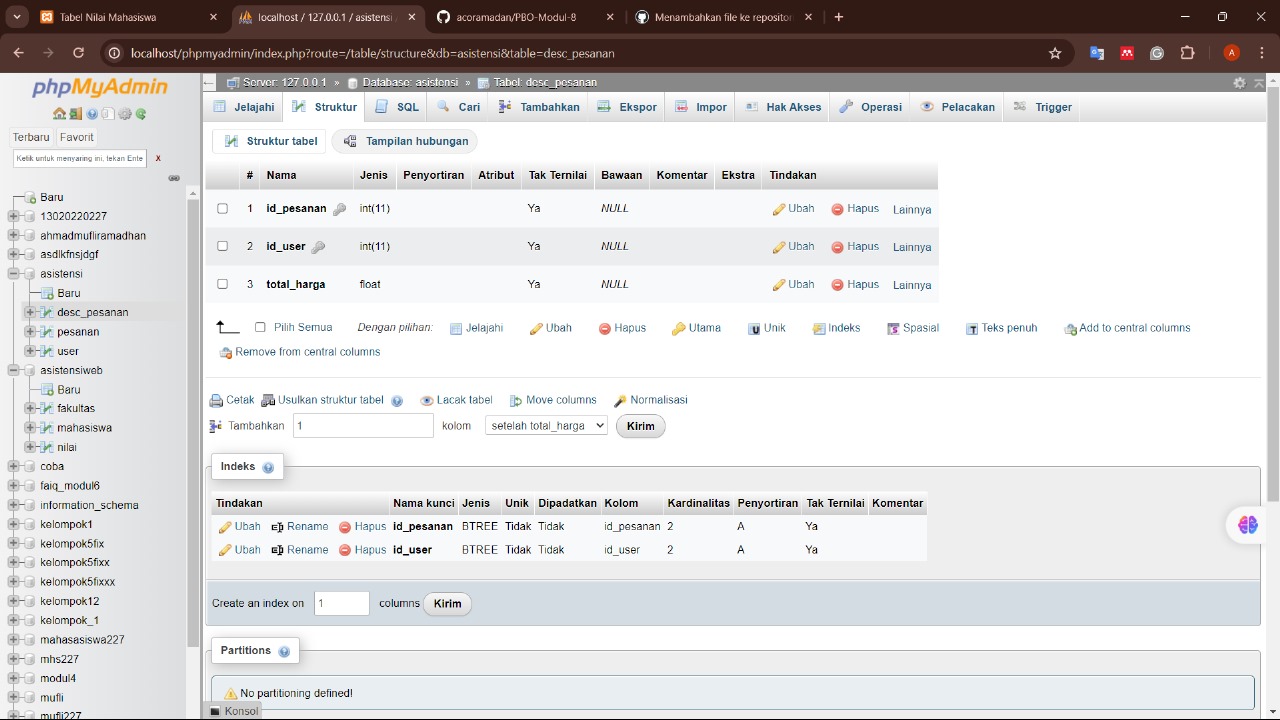 Tabel Nilai Mahasiswa
localhost / 127.0.0.1 / asistensi /
acoramadan/PBO-Modul-8
Menambahkan file ke repositori
localhost/phpmyadmin/index.php?route=/table/structure&db=asistensi&table=desc_pesanan
A
phpMyAdmin
Terbaru Favorit
Ketik untuk menyaring ini, tekan Ente X
Baru
13020220227
ahmadmufliramadhan
asdlkfnsjdgf
asistensi
Baru
desc_pesanan
pesanan
user
asistensiweb
Baru
fakultas
mahasiswa
nilai
coba
faiq_modul6
information_schema
kelompok1
kelompok5fix
kelompok5fixx
kelompok5fixxx
kelompok12
kelompok_1
mahasasiswa227
mhs227
modul4
mufli
mufli227
Server: 127.0.0.1 » Database: asistensi » Tabel: desc_pesanan
Jelajahi Struktur SQL Cari Tambahkan Ekspor Impor Hak Akses Operasi Pelacakan Trigger
Struktur tabel Tampilan hubungan
# Nama Jenis Penyortiran Atribut Tak Ternilai Bawaan Komentar Ekstra Tindakan
1 id_pesanan int(11) Ya NULL Ubah Hapus Lainnya
2 id_user int(11) Ya NULL Ubah Hapus Lainnya
3 total_harga float Ya NULL Ubah Hapus Lainnya
Pilih Semua Dengan pilihan: Jelajahi Ubah Hapus Utama Unik Indeks Spasial Teks penuh Add to central columns
Remove from central columns
Cetak Usulkan struktur tabel Lacak tabel Move columns Normalisasi
Tambahkan 1 kolom setelah total_harga Kirim
Indeks
Tindakan Nama kunci Jenis Unik Dipadatkan Kolom Kardinalitas Penyortiran Tak Ternilai Komentar
Ubah Rename Hapus id_pesanan BTREE Tidak Tidak id_pesanan 2 A Ya
Ubah Rename Hapus id_user BTREE Tidak Tidak id_user 2 A Ya
Create an index on 1 columns Kirim
Partitions
No partitioning defined!
Konsol